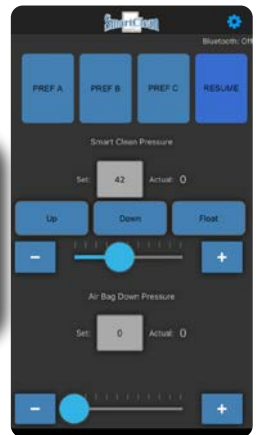 SmartClean
Bluetooth: Off
PREF A PREF B PREF C RESUME
Smart Clean Pressure
Set: 42 Actual: 0
Up Down Float
- +
Air Bag Down Pressure
Set: 0 Actual: 0
- +